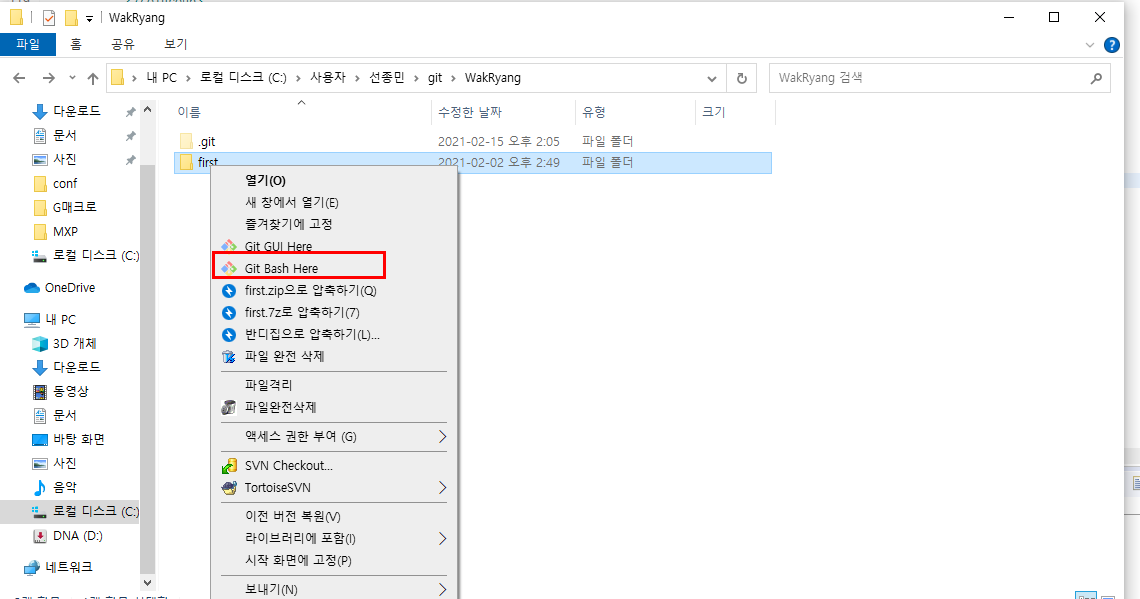 WakRyang
파일 홈 공유 보기
내 PC 로컬 디스크 (C:) 사용자 선종민 git WakRyang
WakRyang 검색
이름 수정한 날짜 유형 크기
.git 2021-02-15 오후 2:05 파일 폴더
first 2021-02-02 오후 2:49 파일 폴더
다운로드
문서
사진
conf
G매크로
MXP
로컬 디스크 (C:)
OneDrive
내 PC
3D 개체
다운로드
동영상
문서
바탕 화면
사진
음악
로컬 디스크 (C:)
DNA (D:)
네트워크
열기(O)
새 창에서 열기(E)
즐겨찾기에 고정
Git GUI Here
Git Bash Here
first.zip으로 압축하기(Q)
first.7z로 압축하기(7)
반디집으로 압축하기(L)...
파일 완전 삭제
파일격리
파일완전삭제
액세스 권한 부여 (G)
SVN Checkout...
TortoiseSVN
이전 버전 복원(V)
라이브러리에 포함(I)
시작 화면에 고정(P)
보내기(N)